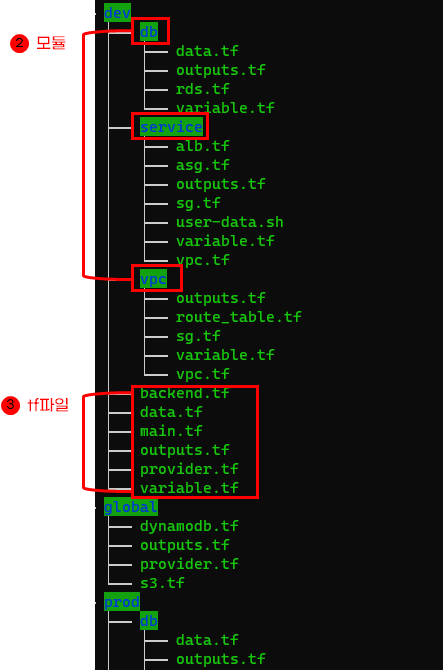 dev
② 모듈
db
data.tf
outputs.tf
rds.tf
variable.tf
service
alb.tf
asg.tf
outputs.tf
sg.tf
user-data.sh
variable.tf
vpc.tf
vpc
outputs.tf
route_table.tf
sg.tf
variable.tf
vpc.tf
③ tf파일
backend.tf
data.tf
main.tf
outputs.tf
provider.tf
variable.tf
global
dynamodb.tf
outputs.tf
provider.tf
s3.tf
prod
db
data.tf
outputs.tf